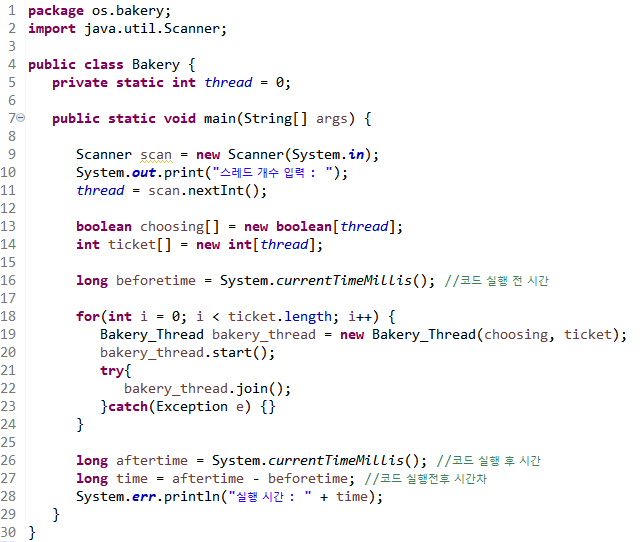 1 package os.bakery;
2 import java.util.Scanner;
3
4 public class Bakery {
5    private static int thread = 0;
6
7    public static void main(String[] args) {
8
9       Scanner scan = new Scanner(System.in);
10       System.out.print("스레드 개수 입력 : ");
11       thread = scan.nextInt();
12
13       boolean choosing[] = new boolean[thread];
14       int ticket[] = new int[thread];
15
16       long beforetime = System.currentTimeMillis(); //코드 실행 전 시간
17
18       for(int i = 0; i < ticket.length; i++) {
19          Bakery_Thread bakery_thread = new Bakery_Thread(choosing, ticket);
20          bakery_thread.start();
21          try{
22             bakery_thread.join();
23          }catch(Exception e) {}
24       }
25
26       long aftertime = System.currentTimeMillis(); //코드 실행 후 시간
27       long time = aftertime - beforetime; //코드 실행전후 시간차
28       System.err.println("실행 시간 : " + time);
29    }
30 }